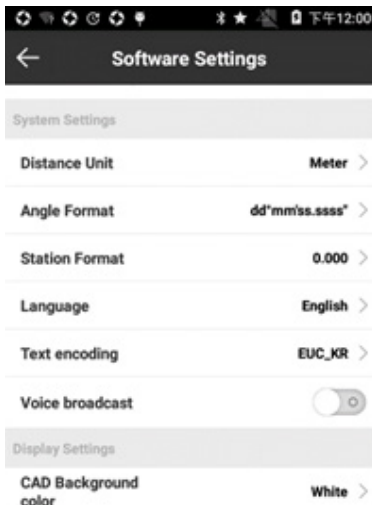 下午12:00
Software Settings
System Settings
Distance Unit Meter
Angle Format dd°mm'ss.ssss"
Station Format 0.000
Language English
Text encoding EUC_KR
Voice broadcast
Display Settings
CAD Background
color
White